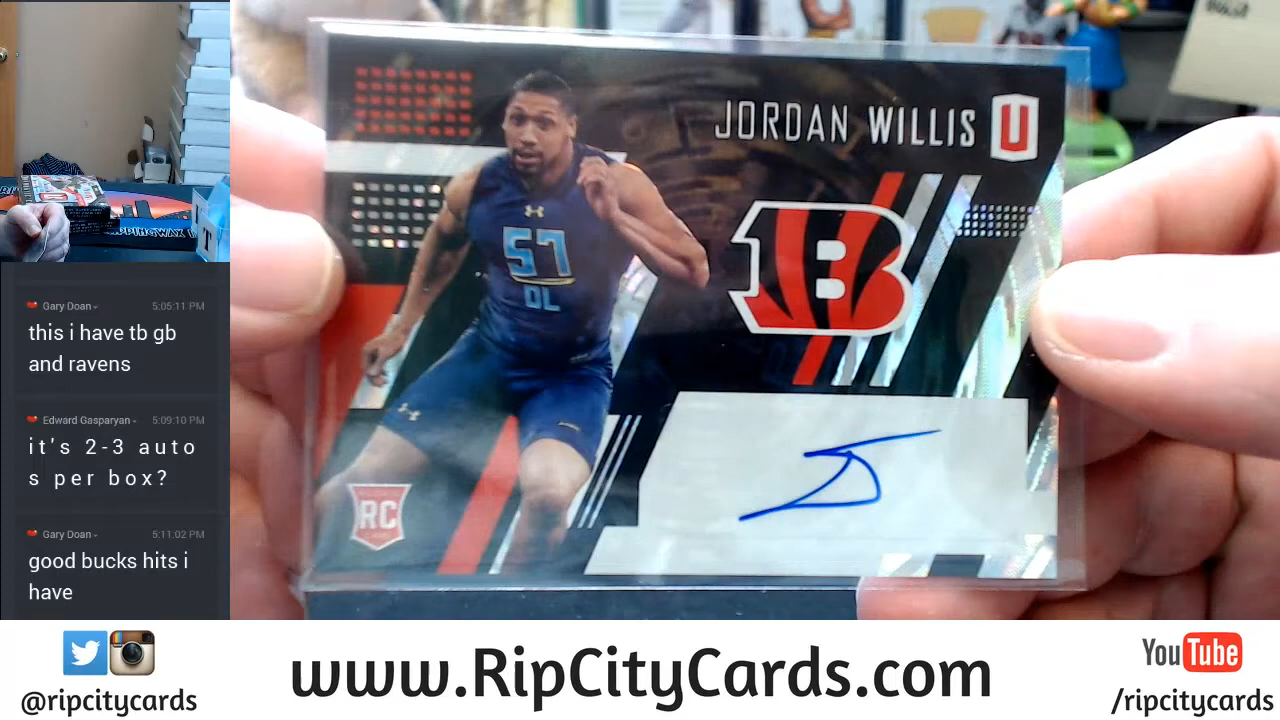 JORDAN WILLIS U
57
DL
B
RC
Gary Doan 5:05:11 PM
this i have tb gb
and ravens
Edward Gasparyan 5:09:10 PM
it's 2-3 auto
s per box?
Gary Doan 5:11:02 PM
good bucks hits i
have
@ripcitycards
www.RipCityCards.com
YouTube
/ripcitycards